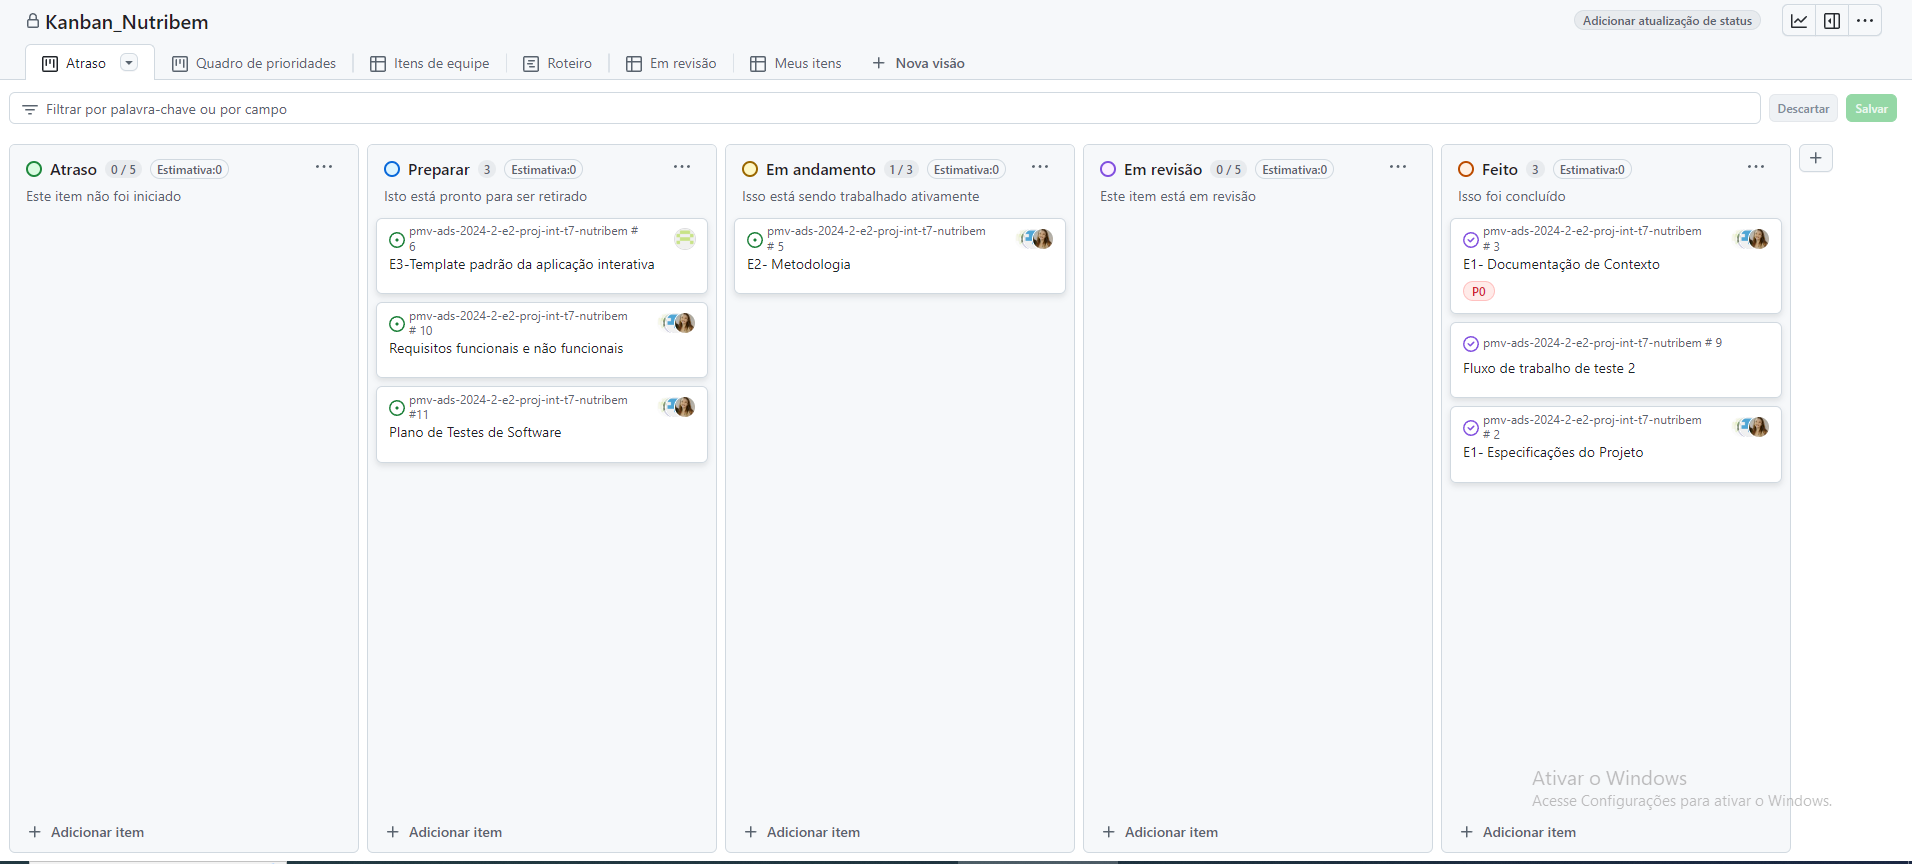 Kanban_Nutribem
Adicionar atualização de status
Atraso
Quadro de prioridades
Itens de equipe
Roteiro
Em revisão
Meus itens
Nova visão
Filtrar por palavra-chave ou por campo
Descartar
Salvar
Atraso 0 / 5 Estimativa:0
Este item não foi iniciado
Adicionar item
Preparar 3 Estimativa:0
Isto está pronto para ser retirado
pmv-ads-2024-2-e2-proj-int-t7-nutribem #
6
E3-Template padrão da aplicação interativa
pmv-ads-2024-2-e2-proj-int-t7-nutribem
# 10
Requisitos funcionais e não funcionais
pmv-ads-2024-2-e2-proj-int-t7-nutribem
#11
Plano de Testes de Software
Adicionar item
Em andamento 1 / 3 Estimativa:0
Isso está sendo trabalhado ativamente
pmv-ads-2024-2-e2-proj-int-t7-nutribem
# 5
E2- Metodologia
Adicionar item
Em revisão 0 / 5 Estimativa:0
Este item está em revisão
Adicionar item
Feito 3 Estimativa:0
Isso foi concluído
pmv-ads-2024-2-e2-proj-int-t7-nutribem
# 3
E1- Documentação de Contexto
P0
pmv-ads-2024-2-e2-proj-int-t7-nutribem # 9
Fluxo de trabalho de teste 2
pmv-ads-2024-2-e2-proj-int-t7-nutribem
# 2
E1- Especificações do Projeto
Adicionar item
Ativar o Windows
Acesse Configurações para ativar o Windows.